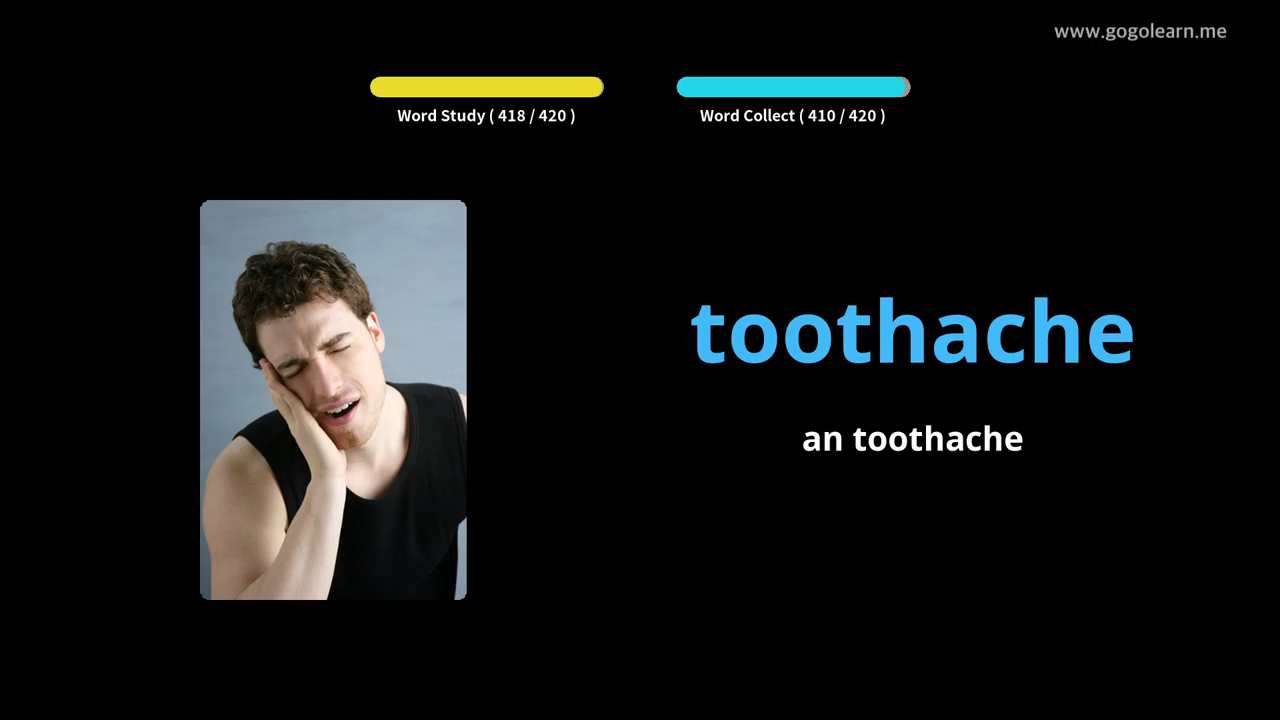 www.gogolearn.me
Word Study ( 418 / 420 )
Word Collect ( 410 / 420 )
toothache
an toothache